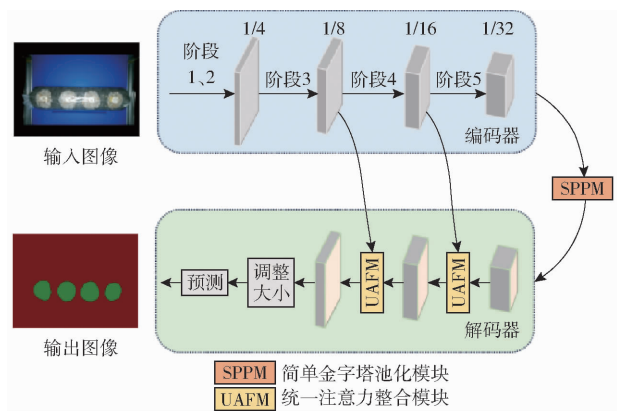 1/4
1/8
1/16
1/32
阶段
1、2
阶段3
阶段4
阶段5
编码器
输入图像
SPPM
预测
调整
大小
UAFM
UAFM
解码器
输出图像
SPPM 简单金字塔池化模块
UAFM 统一注意力整合模块